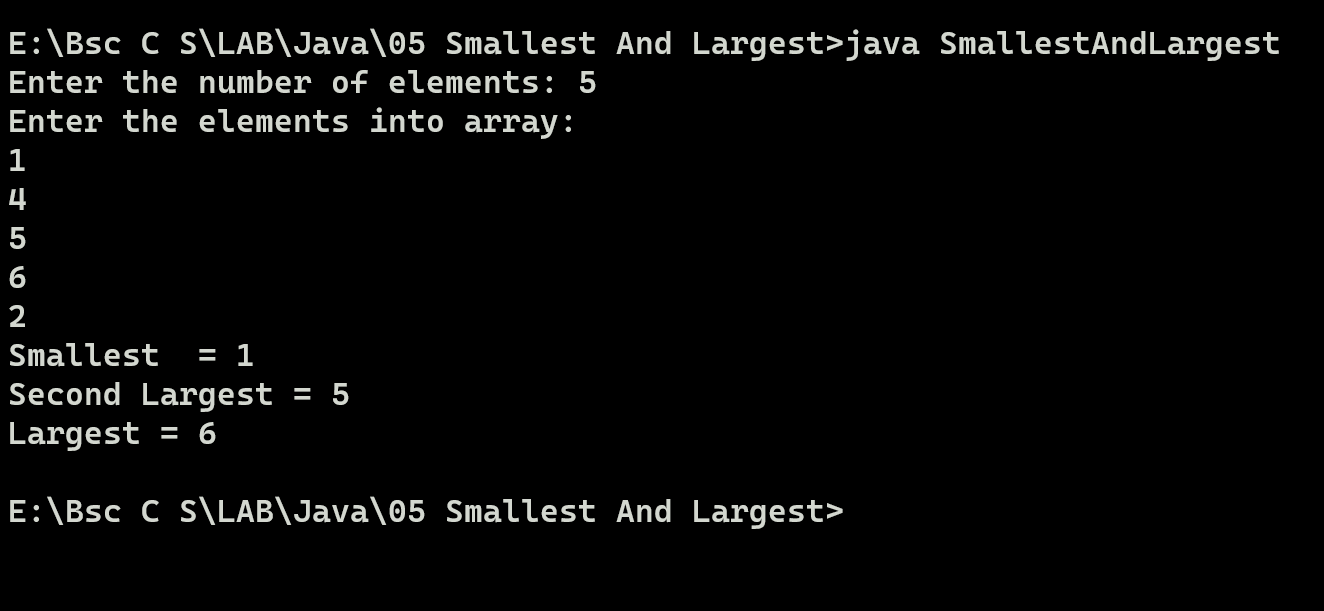 E:\Bsc C S\LAB\Java\05 Smallest And Largest>java SmallestAndLargest
Enter the number of elements: 5
Enter the elements into array:
1
4
5
6
2
Smallest  = 1
Second Largest = 5
Largest = 6
E:\Bsc C S\LAB\Java\05 Smallest And Largest>